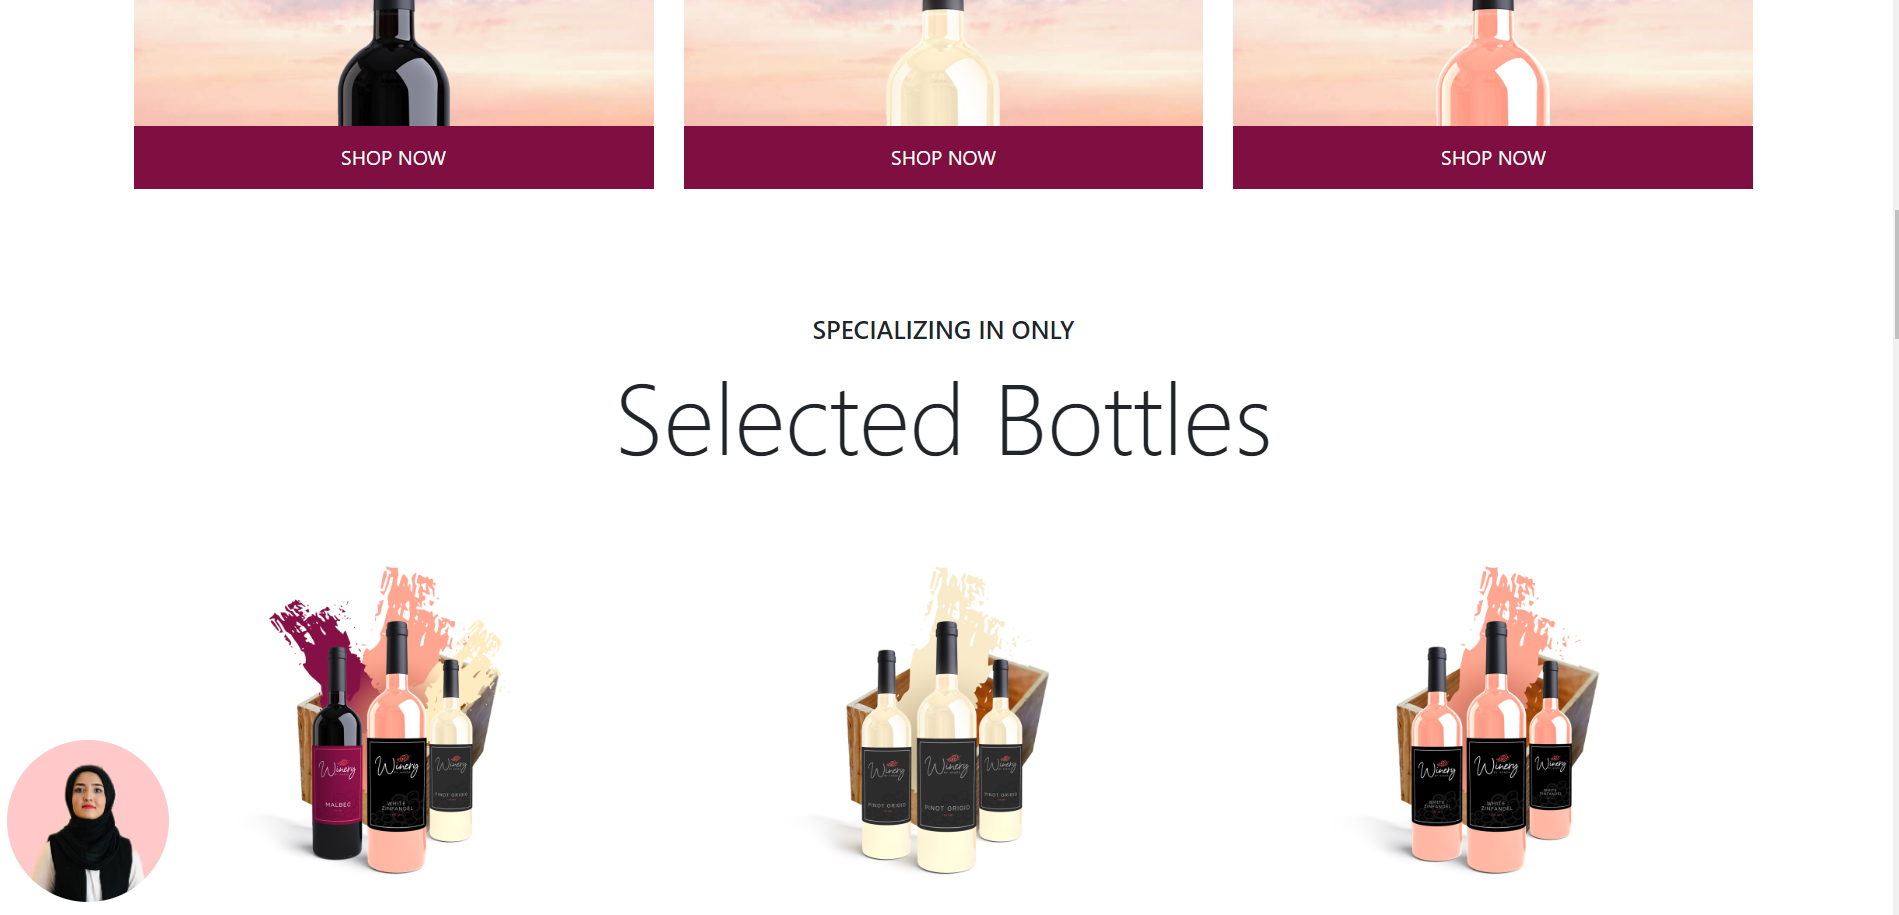 SHOP NOW
SHOP NOW
SHOP NOW
SPECIALIZING IN ONLY
Selected Bottles
Winery
MALBEC
Winery
WHITE
ZINFANDEL
Winery
PINOT GRIGIO
Winery
PINOT GRIGIO
Winery
PINOT GRIGIO
Winery
PINOT GRIGIO
Winery
WHITE
ZINFANDEL
Winery
WHITE
ZINFANDEL
Winery
WHITE
ZINFANDEL